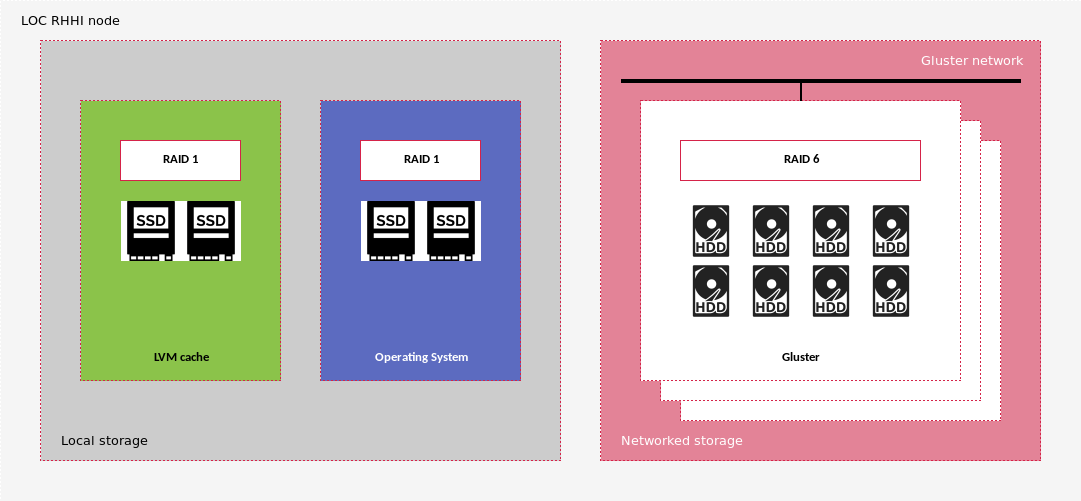 LOC RHHI node
Gluster network
RAID 1
RAID 1
RAID 6
SSD SSD
SSD SSD
HDD HDD HDD HDD
HDD HDD HDD HDD
LVM cache
Operating System
Gluster
Local storage
Networked storage